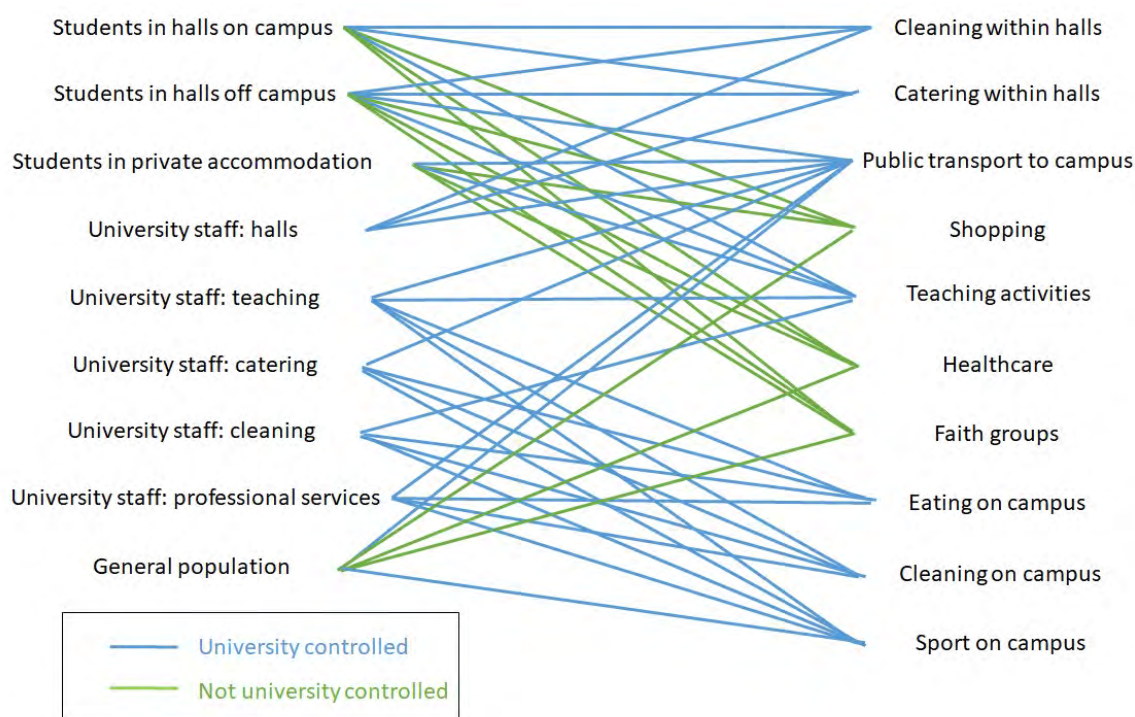 Students in halls on campus
Students in halls off campus
Students in private accommodation
University staff: halls
University staff: teaching
University staff: catering
University staff: cleaning
University staff: professional services
General population
Cleaning within halls
Catering within halls
Public transport to campus
Shopping
Teaching activities
Healthcare
Faith groups
Eating on campus
Cleaning on campus
Sport on campus
University controlled
Not university controlled